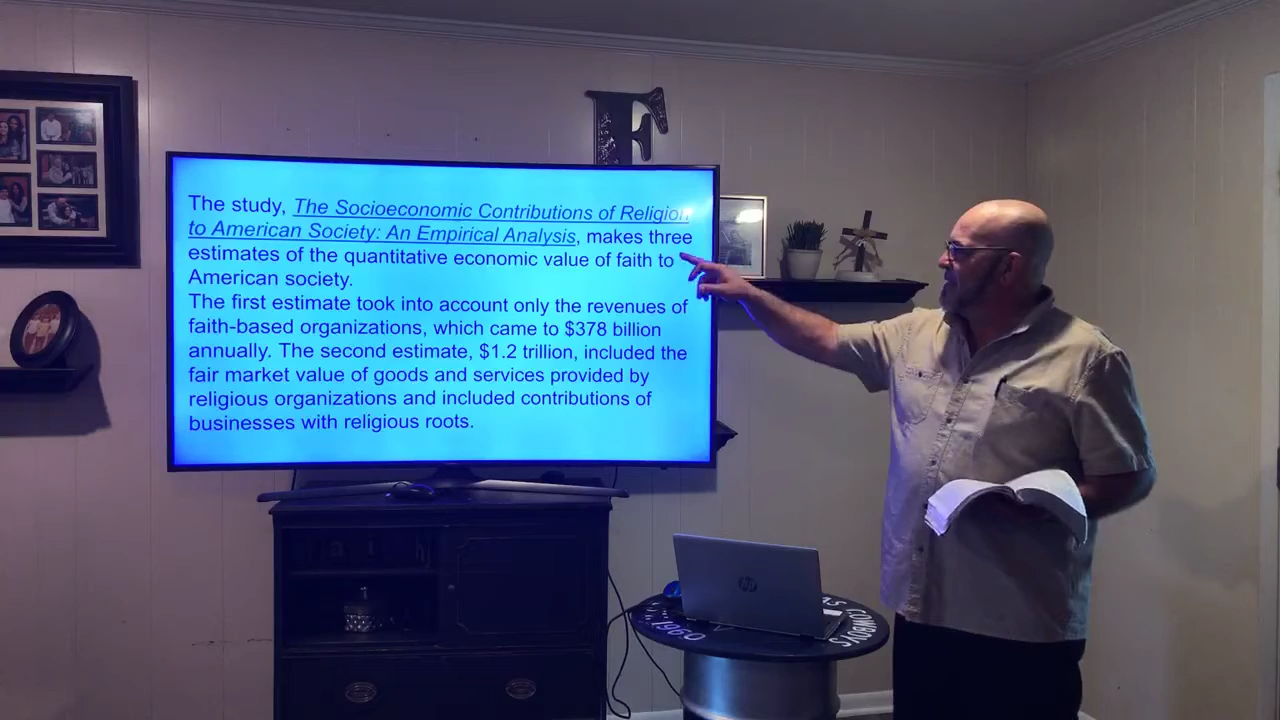 F
The study, The Socioeconomic Contributions of Religion
to American Society: An Empirical Analysis, makes three
estimates of the quantitative economic value of faith to
American society.
The first estimate took into account only the revenues of
faith-based organizations, which came to $378 billion
annually. The second estimate, $1.2 trillion, included the
fair market value of goods and services provided by
religious organizations and included contributions of
businesses with religious roots.
hp
1960
COWBOYS